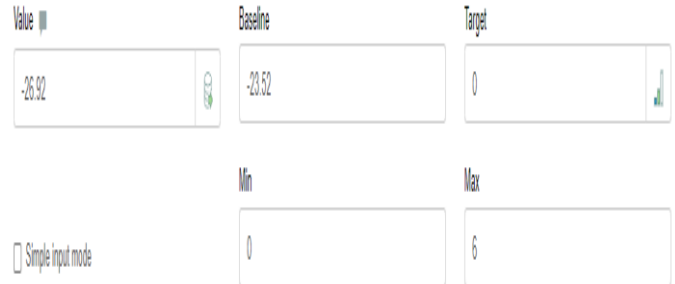 Value Baseline Target
-26.92 -23.52 0
Min Max
Simple input mode 0 6